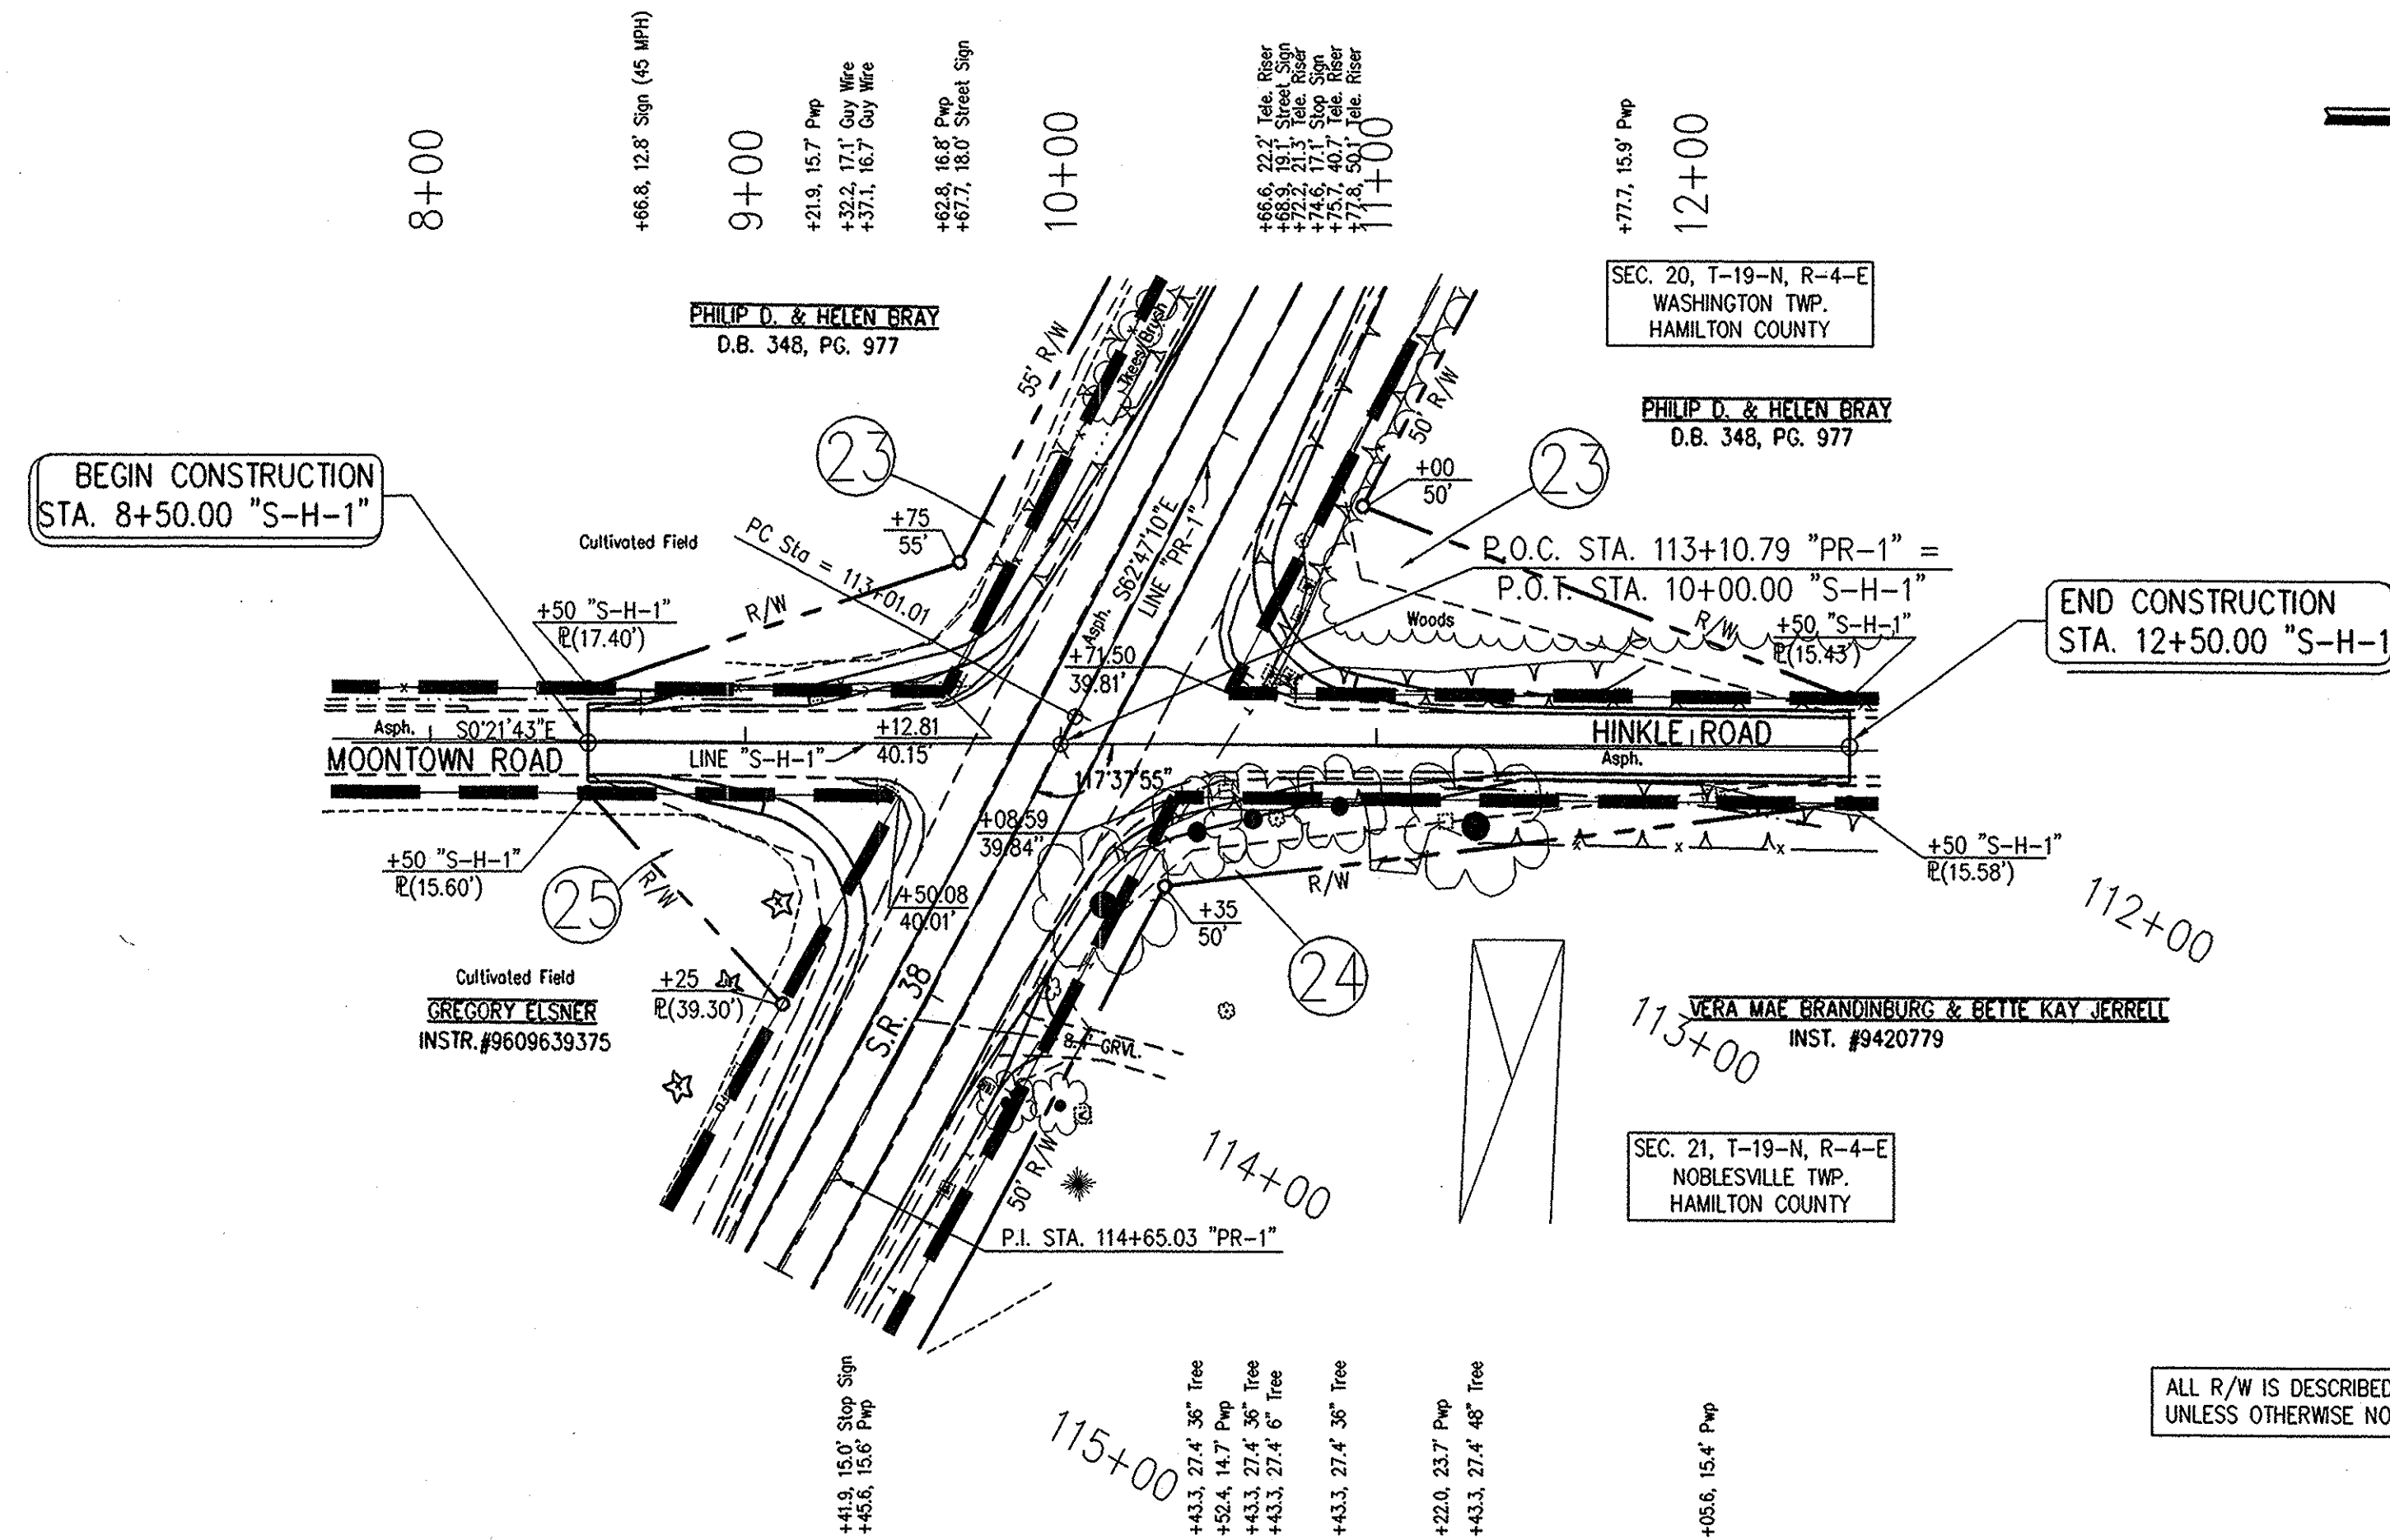 +66.8, 12.8' Sign (45 MPH)
+21.9, 15.7' Pwp
+32.2, 17.1' Guy Wire
+37.1, 16.7' Guy Wire
+62.8, 16.8' Pwp
+67.7, 18.0' Street Sign
+66.6, 22.2' Tele. Riser
+68.9, 19.1' Street Sign
+72.2, 21.3' Tele. Riser
+74.6, 17.1' Stop Sign
+75.7, 40.7' Tele. Riser
+77.8, 50.1' Tele. Riser
+77.7, 15.9' Pwp
8+00
9+00
10+00
11+00
12+00
SEC. 20, T-19-N, R-4-E
WASHINGTON TWP.
HAMILTON COUNTY
PHILIP D. & HELEN BRAY
D.B. 348, PG. 977
PHILIP D. & HELEN BRAY
D.B. 348, PG. 977
55' R/W
Trees/Brush
50' R/W
23
23
BEGIN CONSTRUCTION
STA. 8+50.00 "S-H-1"
Cultivated Field
PC Sta = 113+01.01
+75
55'
+00
50'
S62°47'10"E
LINE "PR-1"
Asph.
P.O.C. STA. 113+10.79 "PR-1" =
P.O.T. STA. 10+00.00 "S-H-1"
END CONSTRUCTION
STA. 12+50.00 "S-H-1
+50 "S-H-1"
PL(17.40')
R/W
Woods
R/W
+50 "S-H-1"
PL(15.43')
+71.50
39.81'
Asph.
S0°21'43"E
MOONTOWN ROAD
LINE "S-H-1"
+12.81
40.15'
HINKLE ROAD
Asph.
117°37'55"
+08.59
39.84"
+50 "S-H-1"
PL(15.60')
25
R/W
+50.08
40.01'
+35
50'
R/W
24
+50 "S-H-1"
PL(15.58')
112+00
Cultivated Field
GREGORY ELSNER
INSTR.#9609639375
+25
PL(39.30')
S.R. 38
GRVL.
113+00
VERA MAE BRANDINBURG & BETTE KAY JERRELL
INST. #9420779
SEC. 21, T-19-N, R-4-E
NOBLESVILLE TWP.
HAMILTON COUNTY
50' R/W
114+00
P.I. STA. 114+65.03 "PR-1"
115+00
+41.9, 15.0' Stop Sign
+45.6, 15.6' Pwp
+43.3, 27.4' 36" Tree
+52.4, 14.7' Pwp
+43.3, 27.4' 36" Tree
+43.3, 27.4' 6" Tree
+43.3, 27.4' 36" Tree
+22.0, 23.7' Pwp
+43.3, 27.4' 48" Tree
+05.6, 15.4' Pwp
ALL R/W IS DESCRIBED
UNLESS OTHERWISE NO